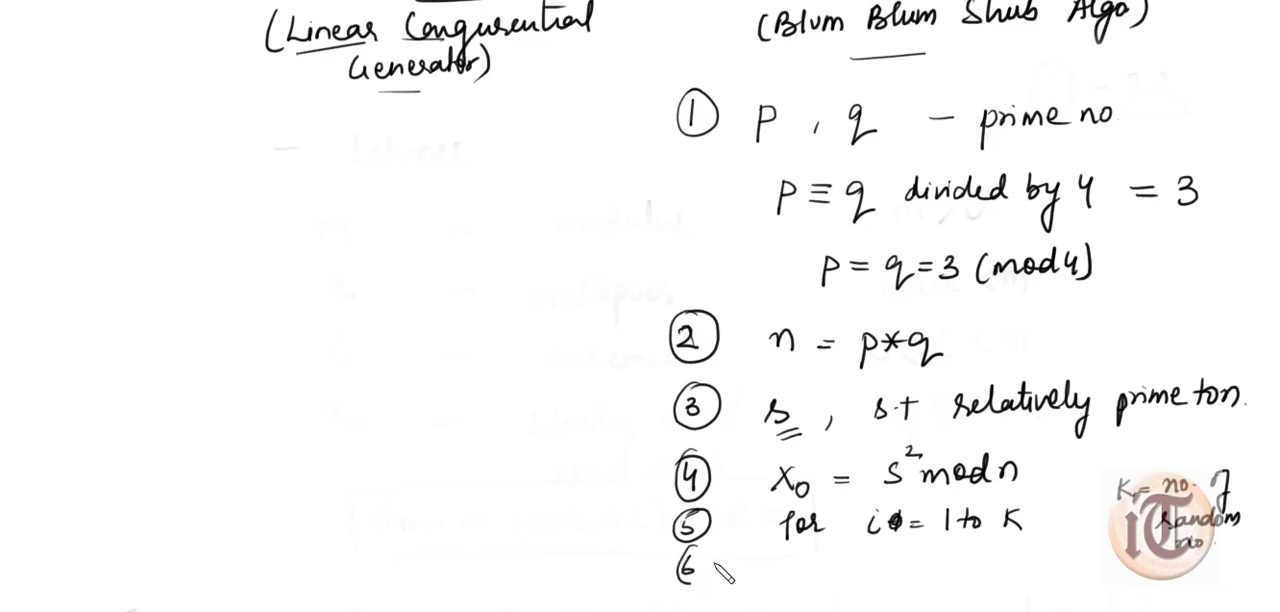 (Linear Congurential
Generator)
(Blum Blum Shub Algo)
① p , q – prime no.
p ≡ q divided by 4 = 3
p = q = 3 (mod 4)
② n = p*q
③ s , s.t relatively prime to n.
④ X₀ = s² mod n
⑤ for i = 1 to K
K = no. of
random
no.
(6